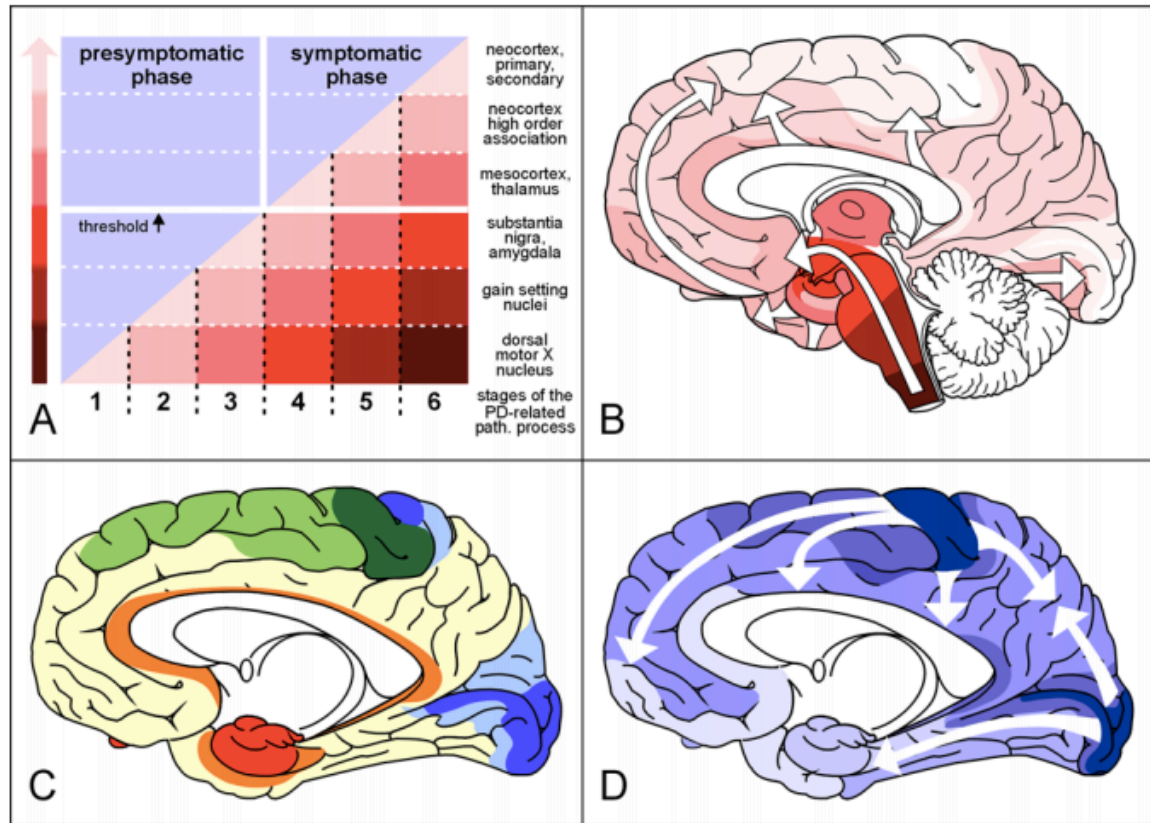 presymptomatic
phase
symptomatic
phase
neocortex,
primary,
secondary
neocortex
high order
association
mesocortex,
thalamus
threshold
substantia
nigra,
amygdala
gain setting
nuclei
dorsal
motor X
nucleus
1 2 3 4 5 6
stages of the
PD-related
path. process
A
B
C
D